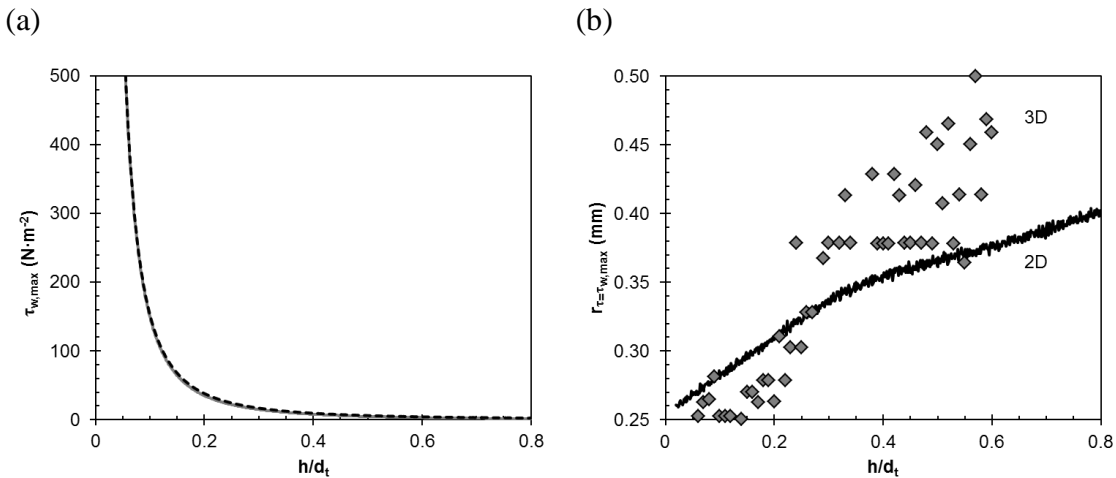 (a)
500
400
300
200
100
0
τw,max (N·m-2)
0 0.2 0.4 0.6 0.8
h/dt
(b)
0.50
0.45
0.40
0.35
0.30
0.25
rτ=τw,max (mm)
3D
2D
0 0.2 0.4 0.6 0.8
h/dt